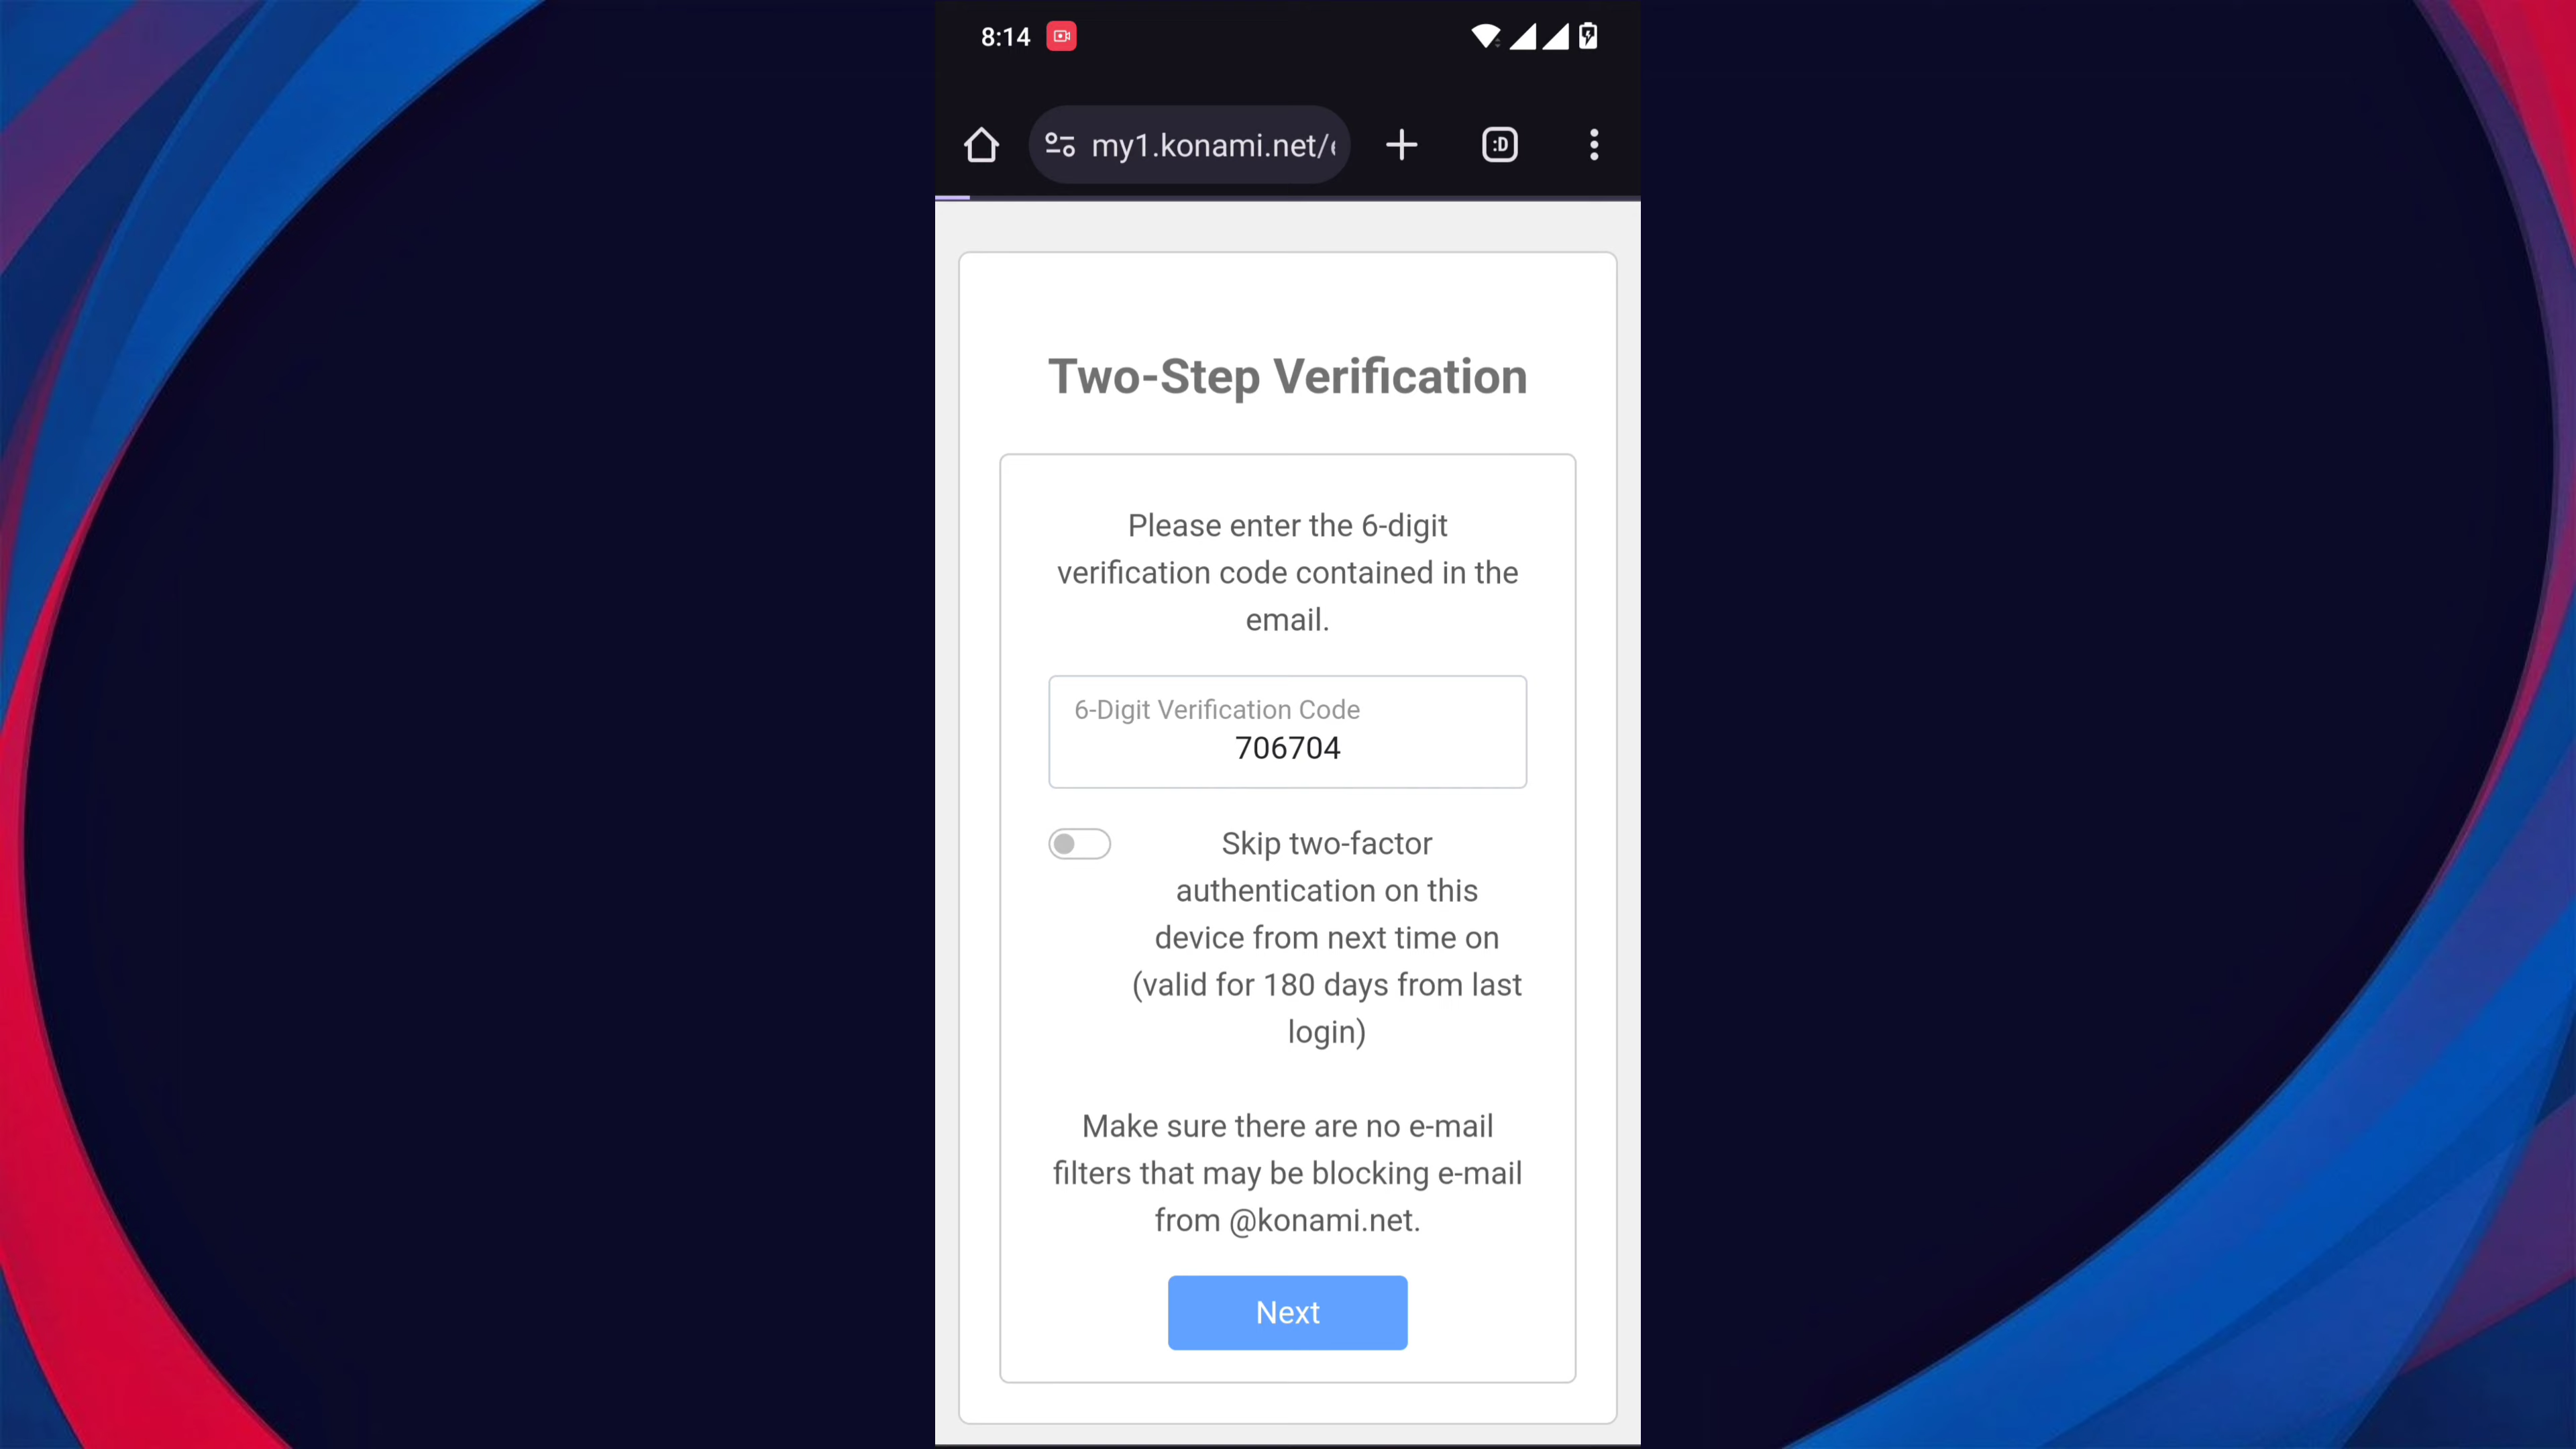 8:14
my1.konami.net/
:D
Two-Step Verification
Please enter the 6-digit
verification code contained in the
email.
6-Digit Verification Code
706704
Skip two-factor
authentication on this
device from next time on
(valid for 180 days from last
login)
Make sure there are no e-mail
filters that may be blocking e-mail
from @konami.net.
Next